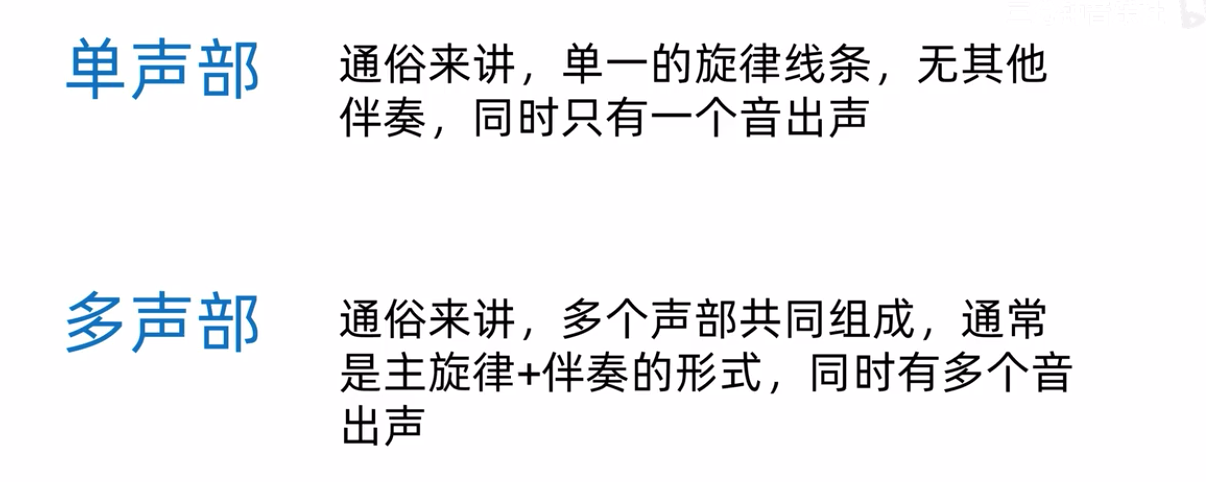 单声部
通俗来讲，单一的旋律线条，无其他
伴奏，同时只有一个音出声
多声部
通俗来讲，多个声部共同组成，通常
是主旋律+伴奏的形式，同时有多个音
出声